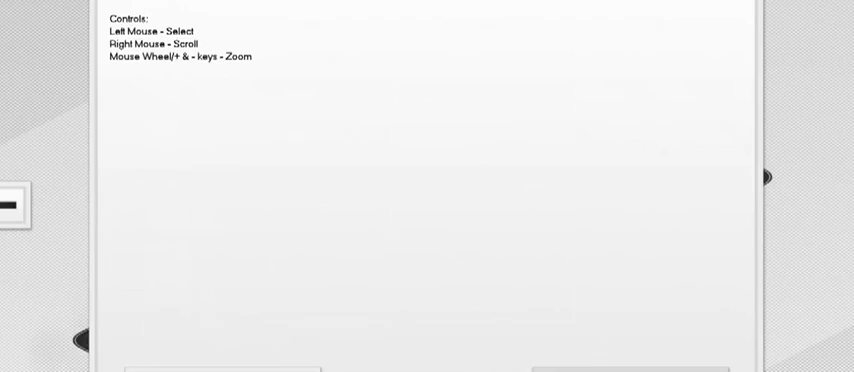 Controls:
Left Mouse - Select
Right Mouse - Scroll
Mouse Wheel/+ & - keys - Zoom